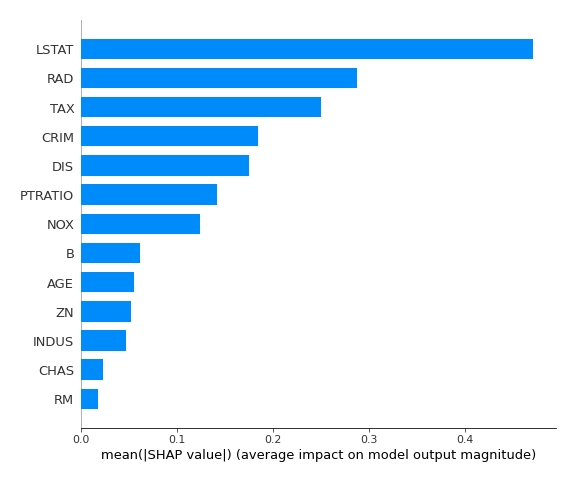 LSTAT
RAD
TAX
CRIM
DIS
PTRATIO
NOX
B
AGE
ZN
INDUS
CHAS
RM
0.0 0.1 0.2 0.3 0.4
mean(|SHAP value|) (average impact on model output magnitude)